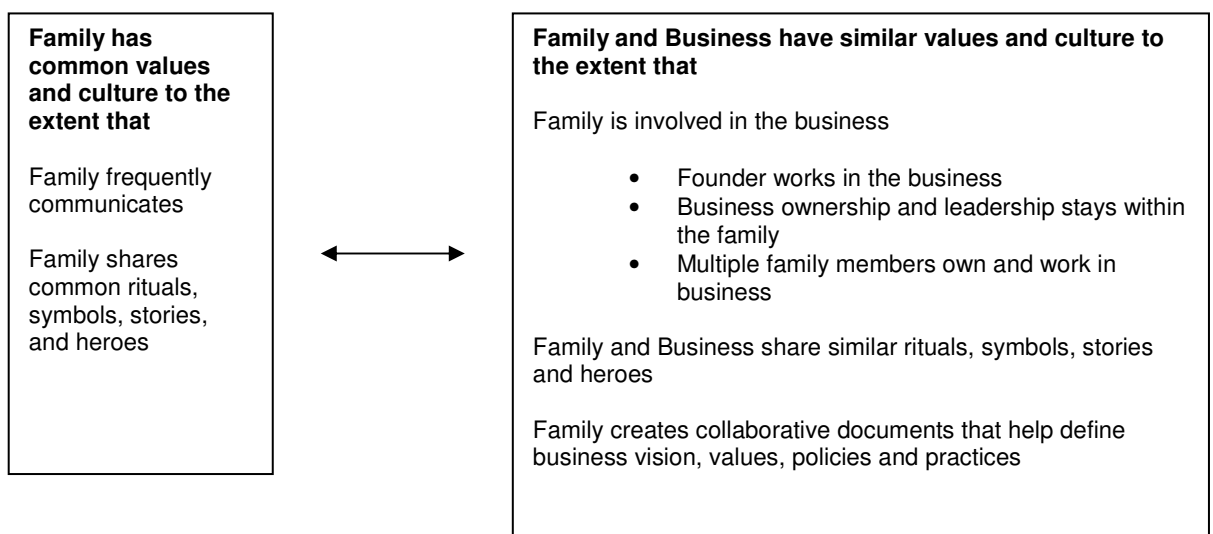 Family has
common values
and culture to the
extent that
Family frequently
communicates
Family shares
common rituals,
symbols, stories,
and heroes
Family and Business have similar values and culture to
the extent that
Family is involved in the business
• Founder works in the business
• Business ownership and leadership stays within
the family
• Multiple family members own and work in
business
Family and Business share similar rituals, symbols, stories
and heroes
Family creates collaborative documents that help define
business vision, values, policies and practices